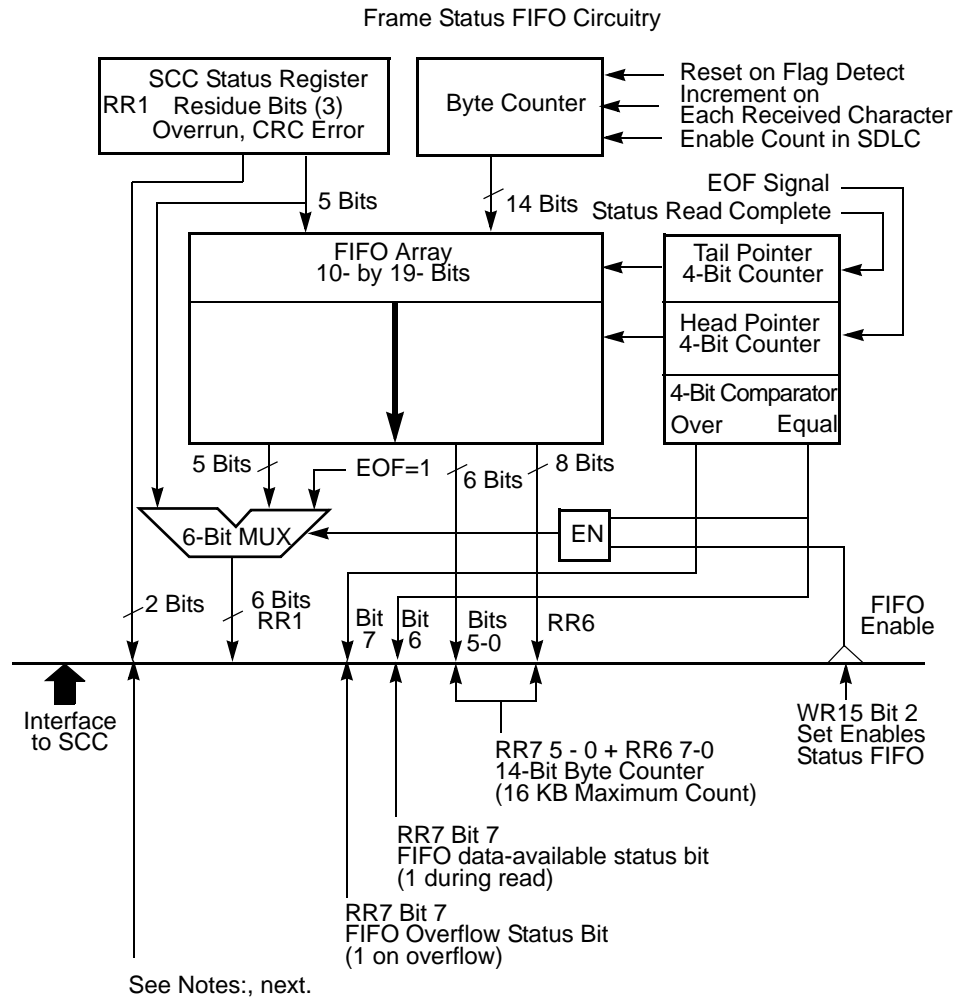 Frame Status FIFO Circuitry
SCC Status Register
RR1 Residue Bits (3)
Overrun, CRC Error
Byte Counter
Reset on Flag Detect
Increment on
Each Received Character
Enable Count in SDLC
EOF Signal
Status Read Complete
5 Bits
14 Bits
FIFO Array
10- by 19- Bits
Tail Pointer
4-Bit Counter
Head Pointer
4-Bit Counter
4-Bit Comparator
Over Equal
5 Bits
EOF=1
6 Bits
8 Bits
6-Bit MUX
EN
2 Bits
6 Bits
RR1
Bit
7
Bit
6
Bits
5-0
RR6
FIFO
Enable
Interface
to SCC
WR15 Bit 2
Set Enables
Status FIFO
RR7 5 - 0 + RR6 7-0
14-Bit Byte Counter
(16 KB Maximum Count)
RR7 Bit 7
FIFO data-available status bit
(1 during read)
RR7 Bit 7
FIFO Overflow Status Bit
(1 on overflow)
See Notes:, next.